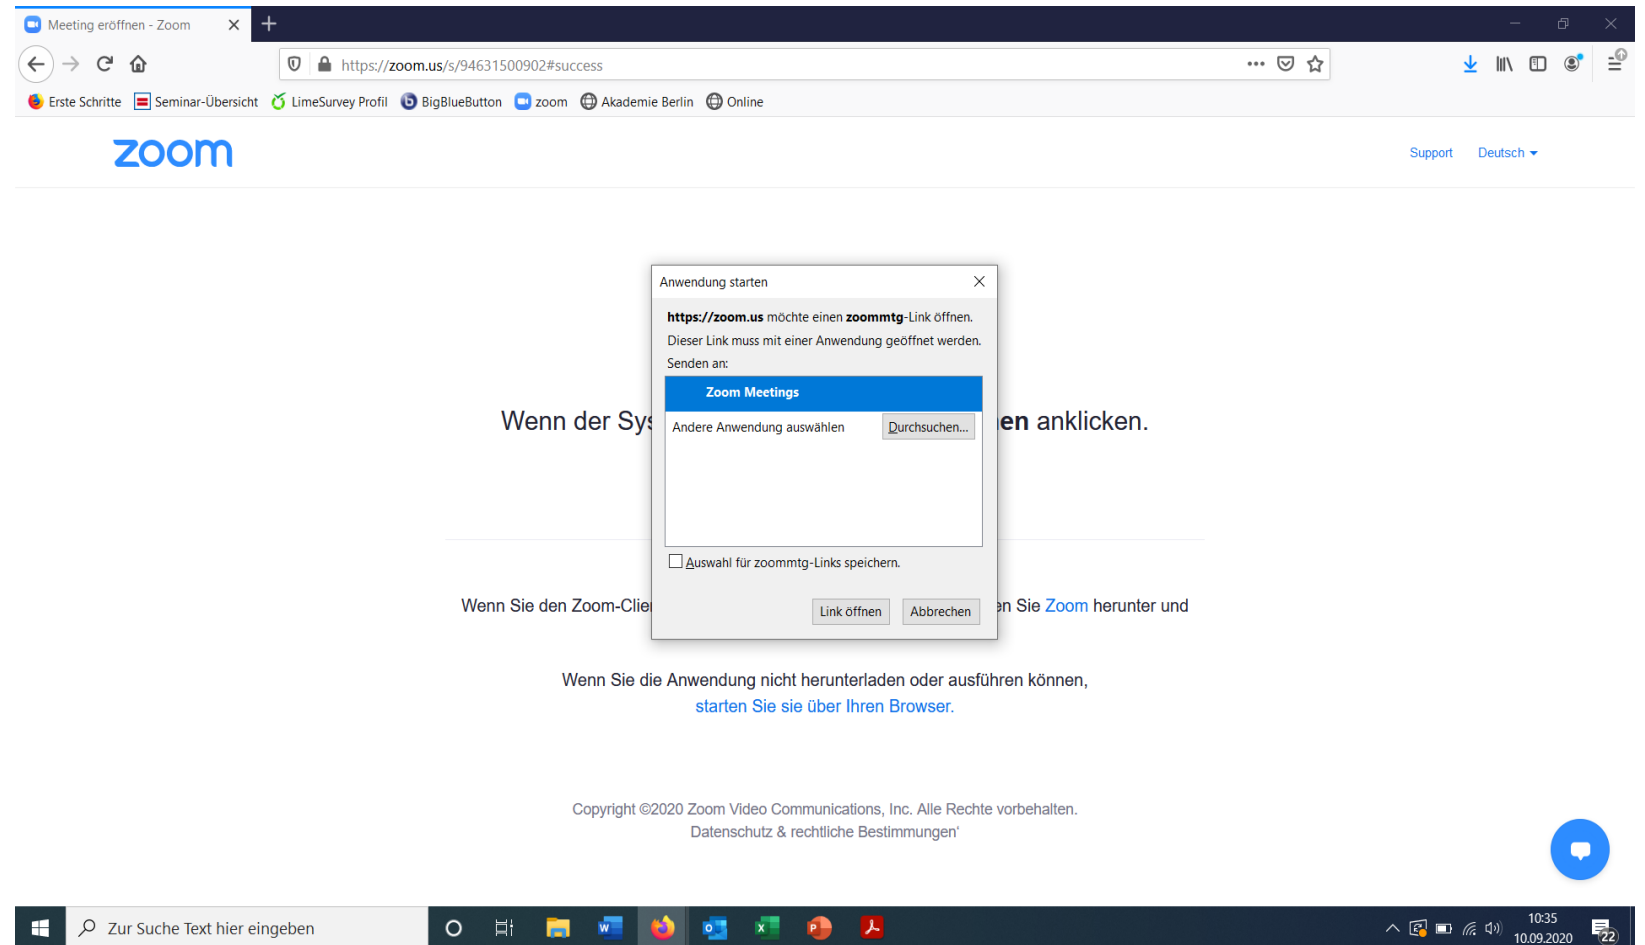 Meeting eröffnen - Zoom
https://zoom.us/s/94631500902#success
Erste Schritte Seminar-Übersicht LimeSurvey Profil BigBlueButton zoom Akademie Berlin Online
zoom
Support Deutsch
Anwendung starten
https://zoom.us möchte einen zoommtg-Link öffnen.
Dieser Link muss mit einer Anwendung geöffnet werden.
Senden an:
Zoom Meetings
Andere Anwendung auswählen Durchsuchen...
Auswahl für zoommtg-Links speichern.
Link öffnen Abbrechen
Wenn der Sys en anklicken.
Wenn Sie den Zoom-Clie en Sie Zoom herunter und
Wenn Sie die Anwendung nicht herunterladen oder ausführen können,
starten Sie sie über Ihren Browser.
Copyright ©2020 Zoom Video Communications, Inc. Alle Rechte vorbehalten.
Datenschutz & rechtliche Bestimmungen'
Zur Suche Text hier eingeben
10:35
10.09.2020
22